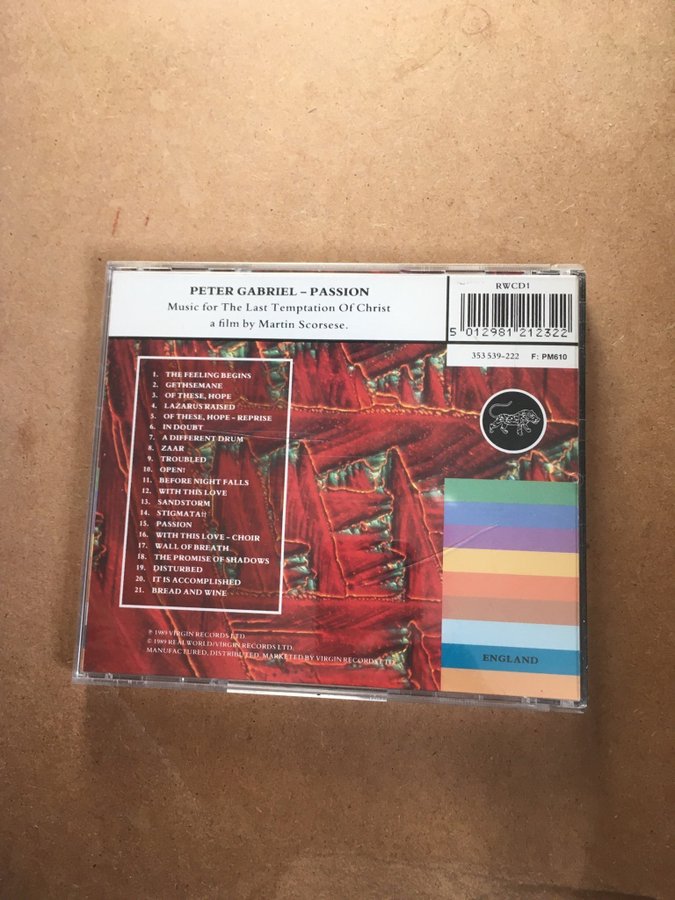 PETER GABRIEL – PASSION
Music for The Last Temptation Of Christ
a film by Martin Scorsese.
RWCD1
5 012981 212322
353 539-222 F: PM610
1. THE FEELING BEGINS
2. GETHSEMANE
3. OF THESE, HOPE
4. LAZARUS RAISED
5. OF THESE, HOPE – REPRISE
6. IN DOUBT
7. A DIFFERENT DRUM
8. ZAAR
9. TROUBLED
10. OPEN!
11. BEFORE NIGHT FALLS
12. WITH THIS LOVE
13. SANDSTORM
14. STIGMATA!!
15. PASSION
16. WITH THIS LOVE – CHOIR
17. WALL OF BREATH
18. THE PROMISE OF SHADOWS
19. DISTURBED
20. IT IS ACCOMPLISHED
21. BREAD AND WINE
℗ 1989 VIRGIN RECORDS LTD.
© 1989 REALWORLD/VIRGIN RECORDS LTD.
MANUFACTURED, DISTRIBUTED, MARKETED BY VIRGIN RECORDS LTD.
ENGLAND